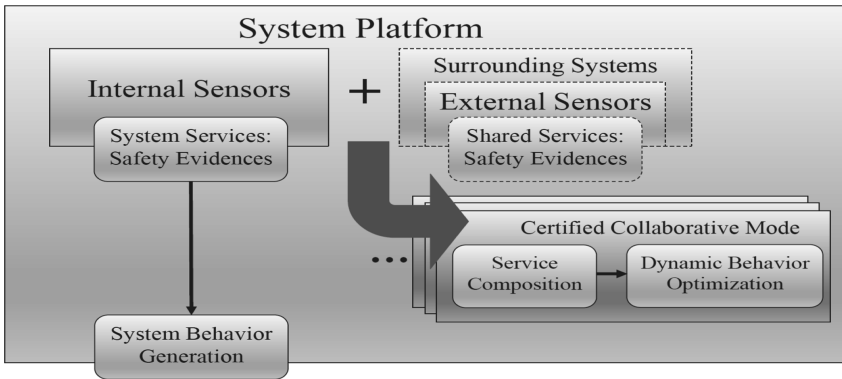 System Platform
Internal Sensors
+
Surrounding Systems
External Sensors
System Services:
Safety Evidences
Shared Services:
Safety Evidences
Certified Collaborative Mode
...
Service
Composition
Dynamic Behavior
Optimization
System Behavior
Generation